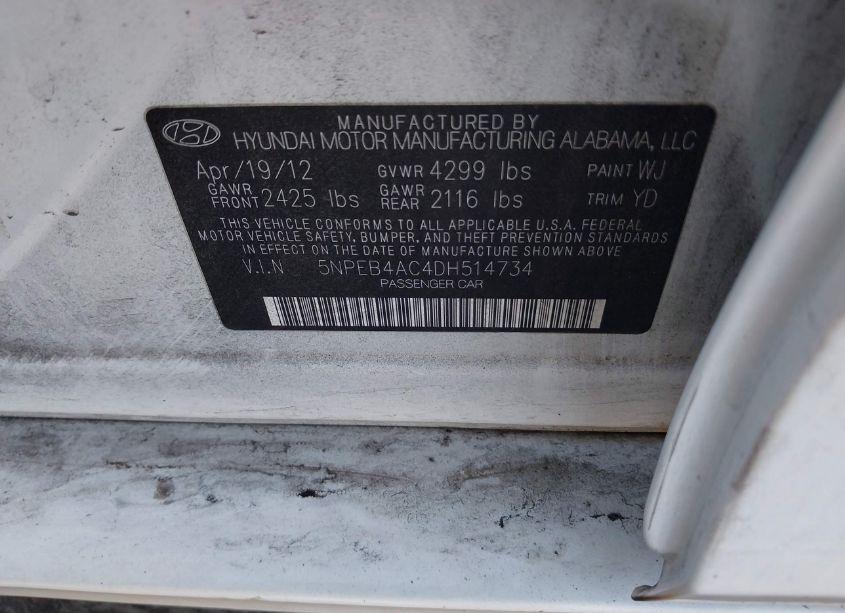 MANUFACTURED BY
HYUNDAI MOTOR MANUFACTURING ALABAMA, LLC
Apr/19/12 GVWR 4299 lbs PAINT WJ
GAWR FRONT 2425 lbs GAWR REAR 2116 lbs TRIM YD
THIS VEHICLE CONFORMS TO ALL APPLICABLE U.S.A. FEDERAL
MOTOR VEHICLE SAFETY, BUMPER, AND THEFT PREVENTION STANDARDS
IN EFFECT ON THE DATE OF MANUFACTURE SHOWN ABOVE
V.I.N 5NPEB4AC4DH514734
PASSENGER CAR